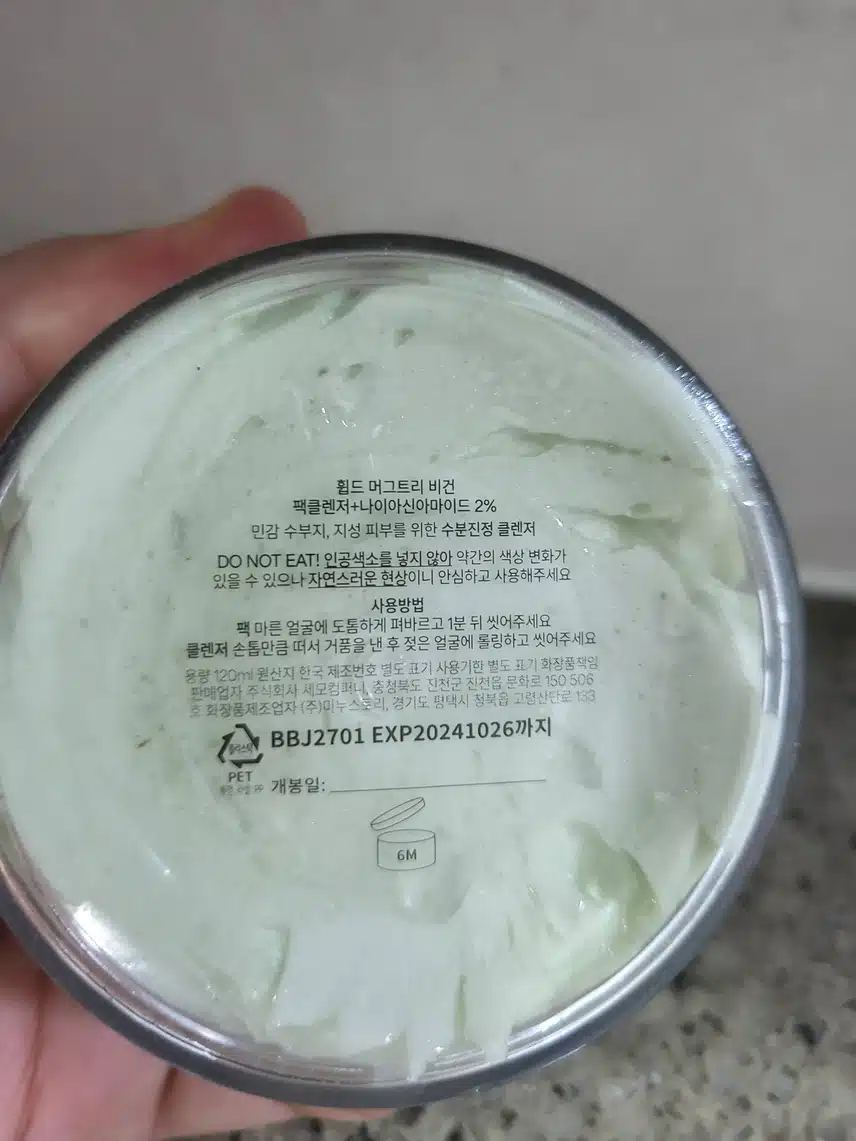 휩드 머그트리 비건
팩클렌저+나이아신아마이드 2%
민감 수부지, 지성 피부를 위한 수분진정 클렌저
DO NOT EAT! 인공색소를 넣지 않아 약간의 색상 변화가
있을 수 있으나 자연스러운 현상이니 안심하고 사용해주세요
사용방법
팩 마른 얼굴에 도톰하게 펴바르고 1분 뒤 씻어주세요
클렌저 손톱만큼 떠서 거품을 낸 후 젖은 얼굴에 롤링하고 씻어주세요
용량 120ml 원산지 한국 제조번호 별도 표기 사용기한 별도 표기 화장품책임
판매업자 주식회사 세모컴퍼니, 충청북도 진천군 진천읍 문화로 150 506
호 화장품제조업자 (주)미누스토리, 경기도 평택시 청북읍 고렴산단로 133
플라스틱
BBJ2701 EXP20241026까지
PET
개봉일:
6M